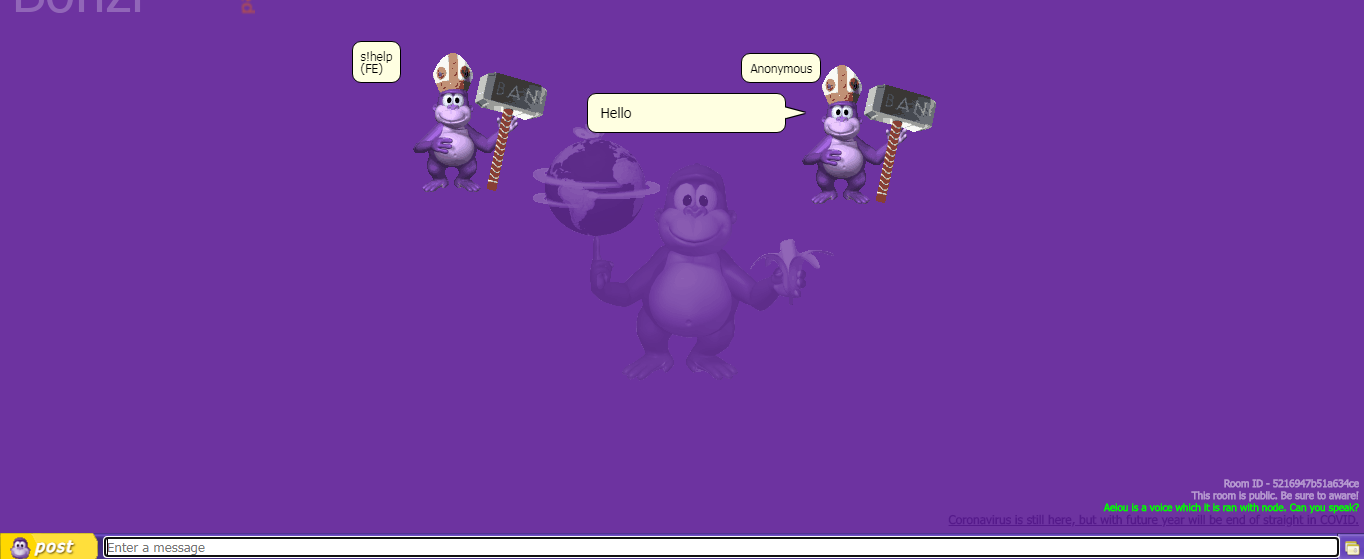 Bonzi
s!help
(FE)
BAN
Anonymous
BAN
Hello
Room ID - 5216947b51a634ce
This room is public. Be sure to aware!
Aeiou is a voice which it is ran with node. Can you speak?
Coronavirus is still here, but with future year will be end of straight in COVID.
post
Enter a message